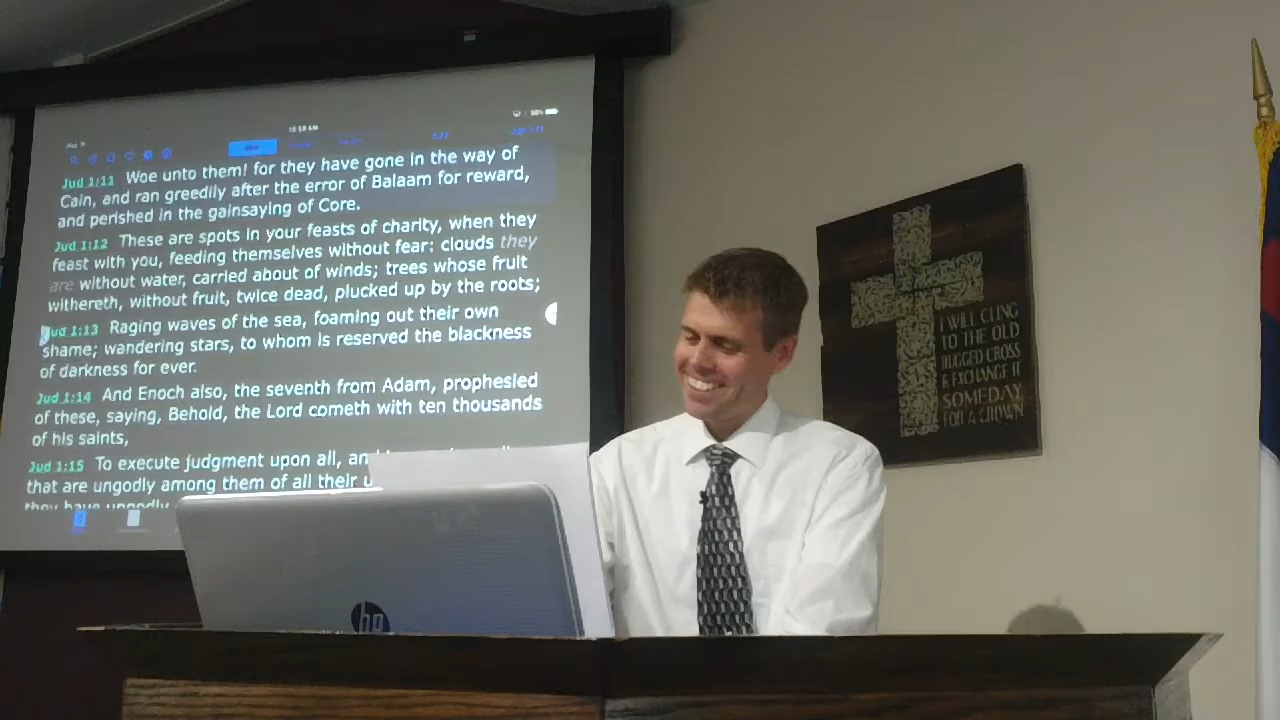 10:58 AM
98%
Jud 1:11 Woe unto them! for they have gone in the way of
Cain, and ran greedily after the error of Balaam for reward,
and perished in the gainsaying of Core.
Jud 1:12 These are spots in your feasts of charity, when they
feast with you, feeding themselves without fear: clouds they
are without water, carried about of winds; trees whose fruit
withereth, without fruit, twice dead, plucked up by the roots;
Jud 1:13 Raging waves of the sea, foaming out their own
shame; wandering stars, to whom is reserved the blackness
of darkness for ever.
Jud 1:14 And Enoch also, the seventh from Adam, prophesied
of these, saying, Behold, the Lord cometh with ten thousands
of his saints,
Jud 1:15 To execute judgment upon all, an
that are ungodly among them of all their u
they have ungodly
hp
I WILL CLING
TO THE OLD
RUGGED CROSS
& EXCHANGE IT
SOMEDAY
FOR A CROWN